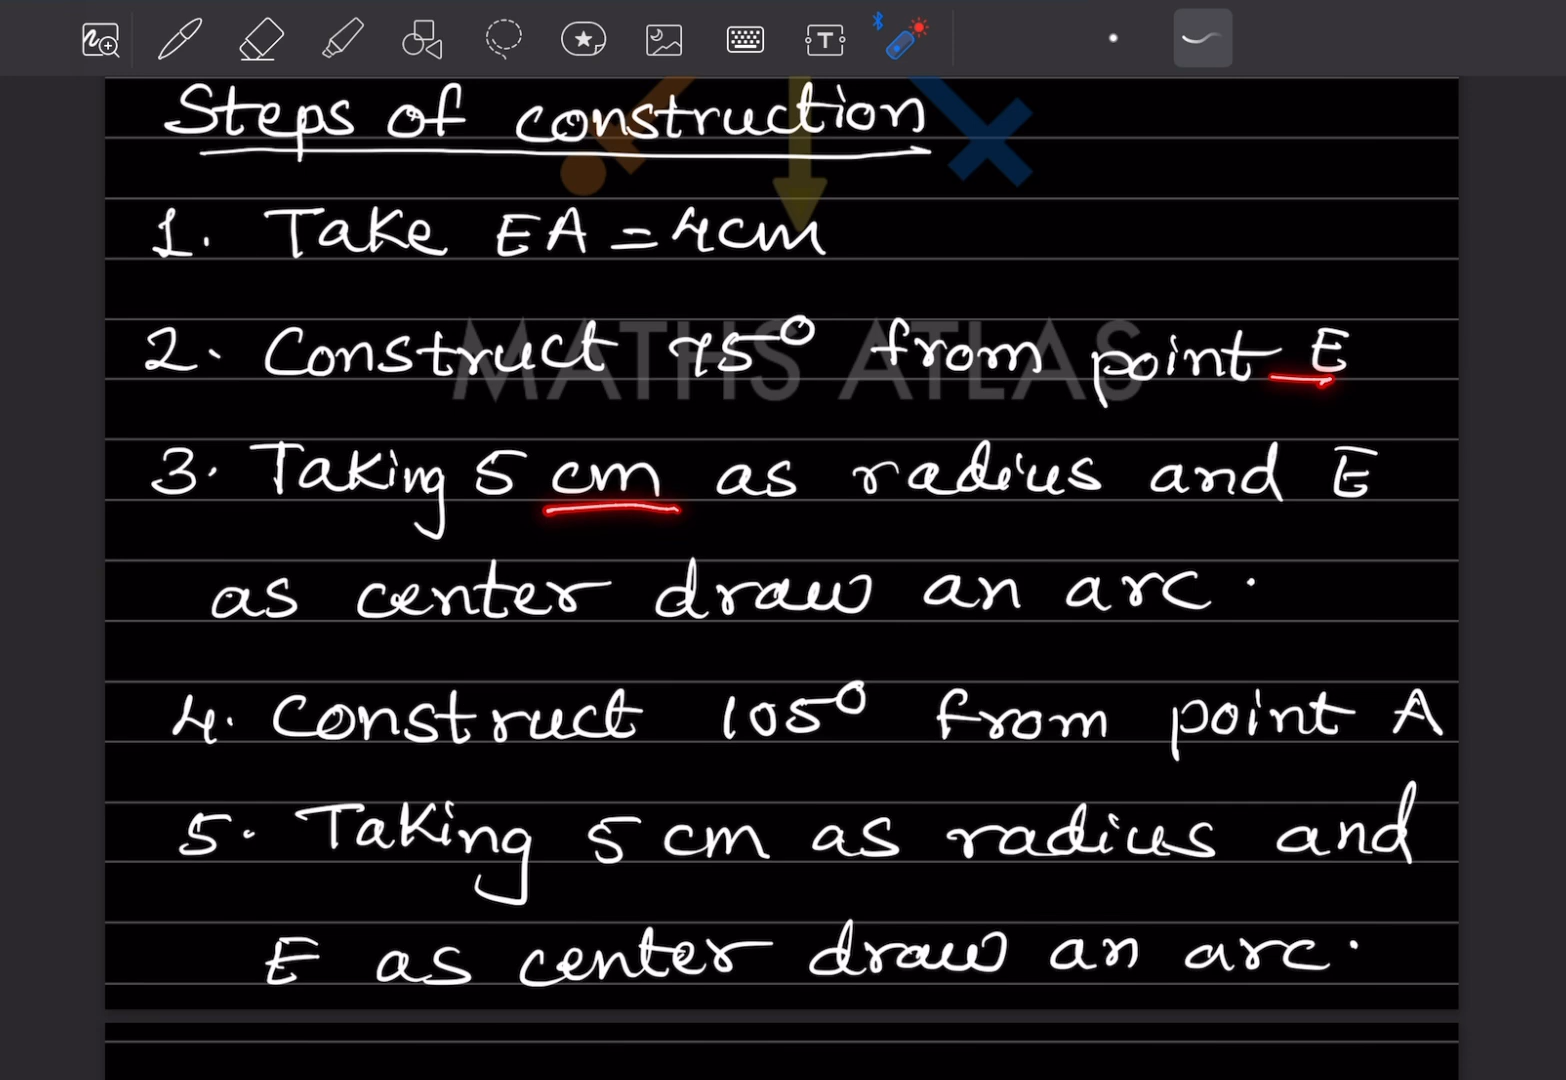 Steps of construction
1. Take EA = 4cm
MATHS ATLAS
2. Construct 75° from point E
3. Taking 5 cm as radius and E
as center draw an arc.
4. Construct 105° from point A
5. Taking 5 cm as radius and
E as center draw an arc.